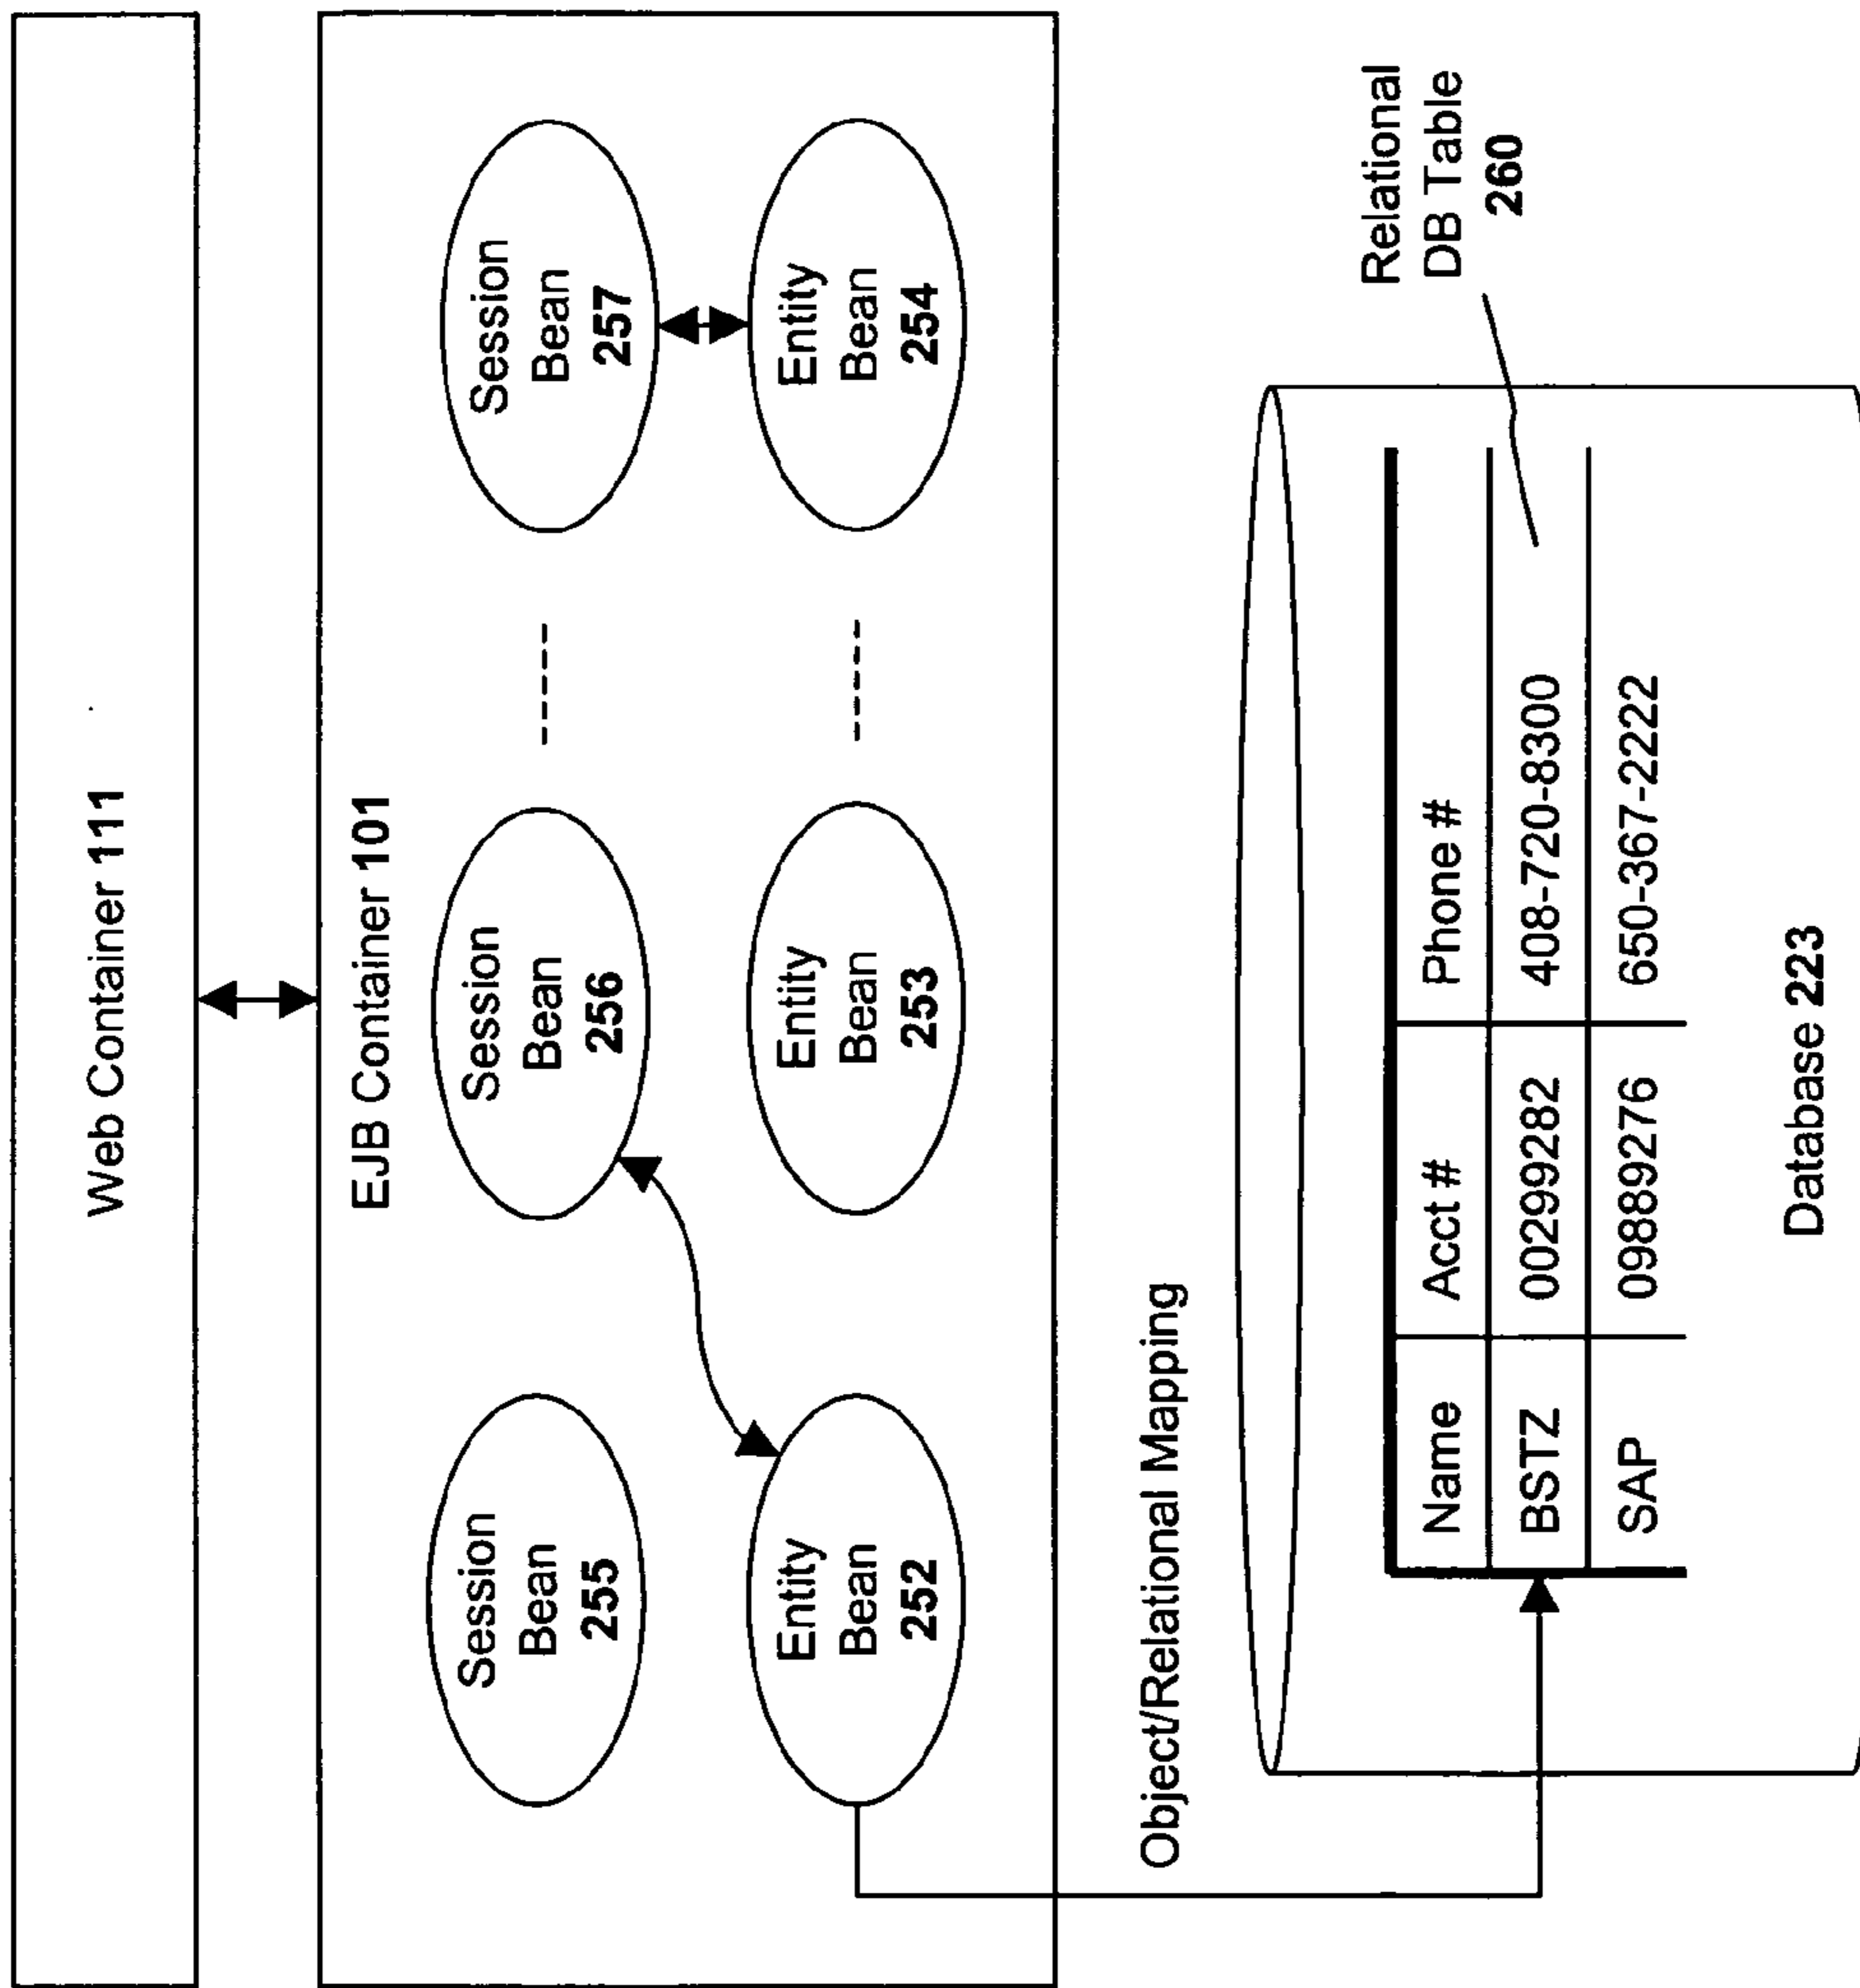 Web Container 111
EJB Container 101
Session
Bean
255
Session
Bean
256
Session
Bean
257
Entity
Bean
252
Entity
Bean
253
Entity
Bean
254
Object/Relational Mapping
Relational
DB Table
260
Name Acct # Phone #
BSTZ 00299282 408-720-8300
SAP 09889276 650-367-2222
Database 223